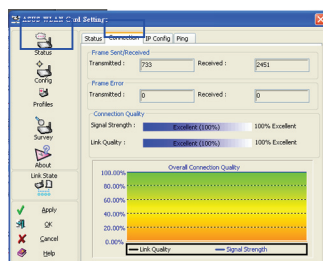 ASUS WLAN Card Settings
Status
Config
Profiles
Survey
About
Link State
Apply
OK
Cancel
Help
Status Connection IP Config Ping
Frame Sent/Received
Transmitted : 733 Received : 2451
Frame Error
Transmitted : 0 Received : 0
Connection Quality
Signal Strength : Excellent (100%) 100% Excellent
Link Quality : Excellent (100%) 100% Excellent
Overall Connection Quality
100.00%
80.00%
60.00%
40.00%
20.00%
0.00%
Link Quality Signal Strength